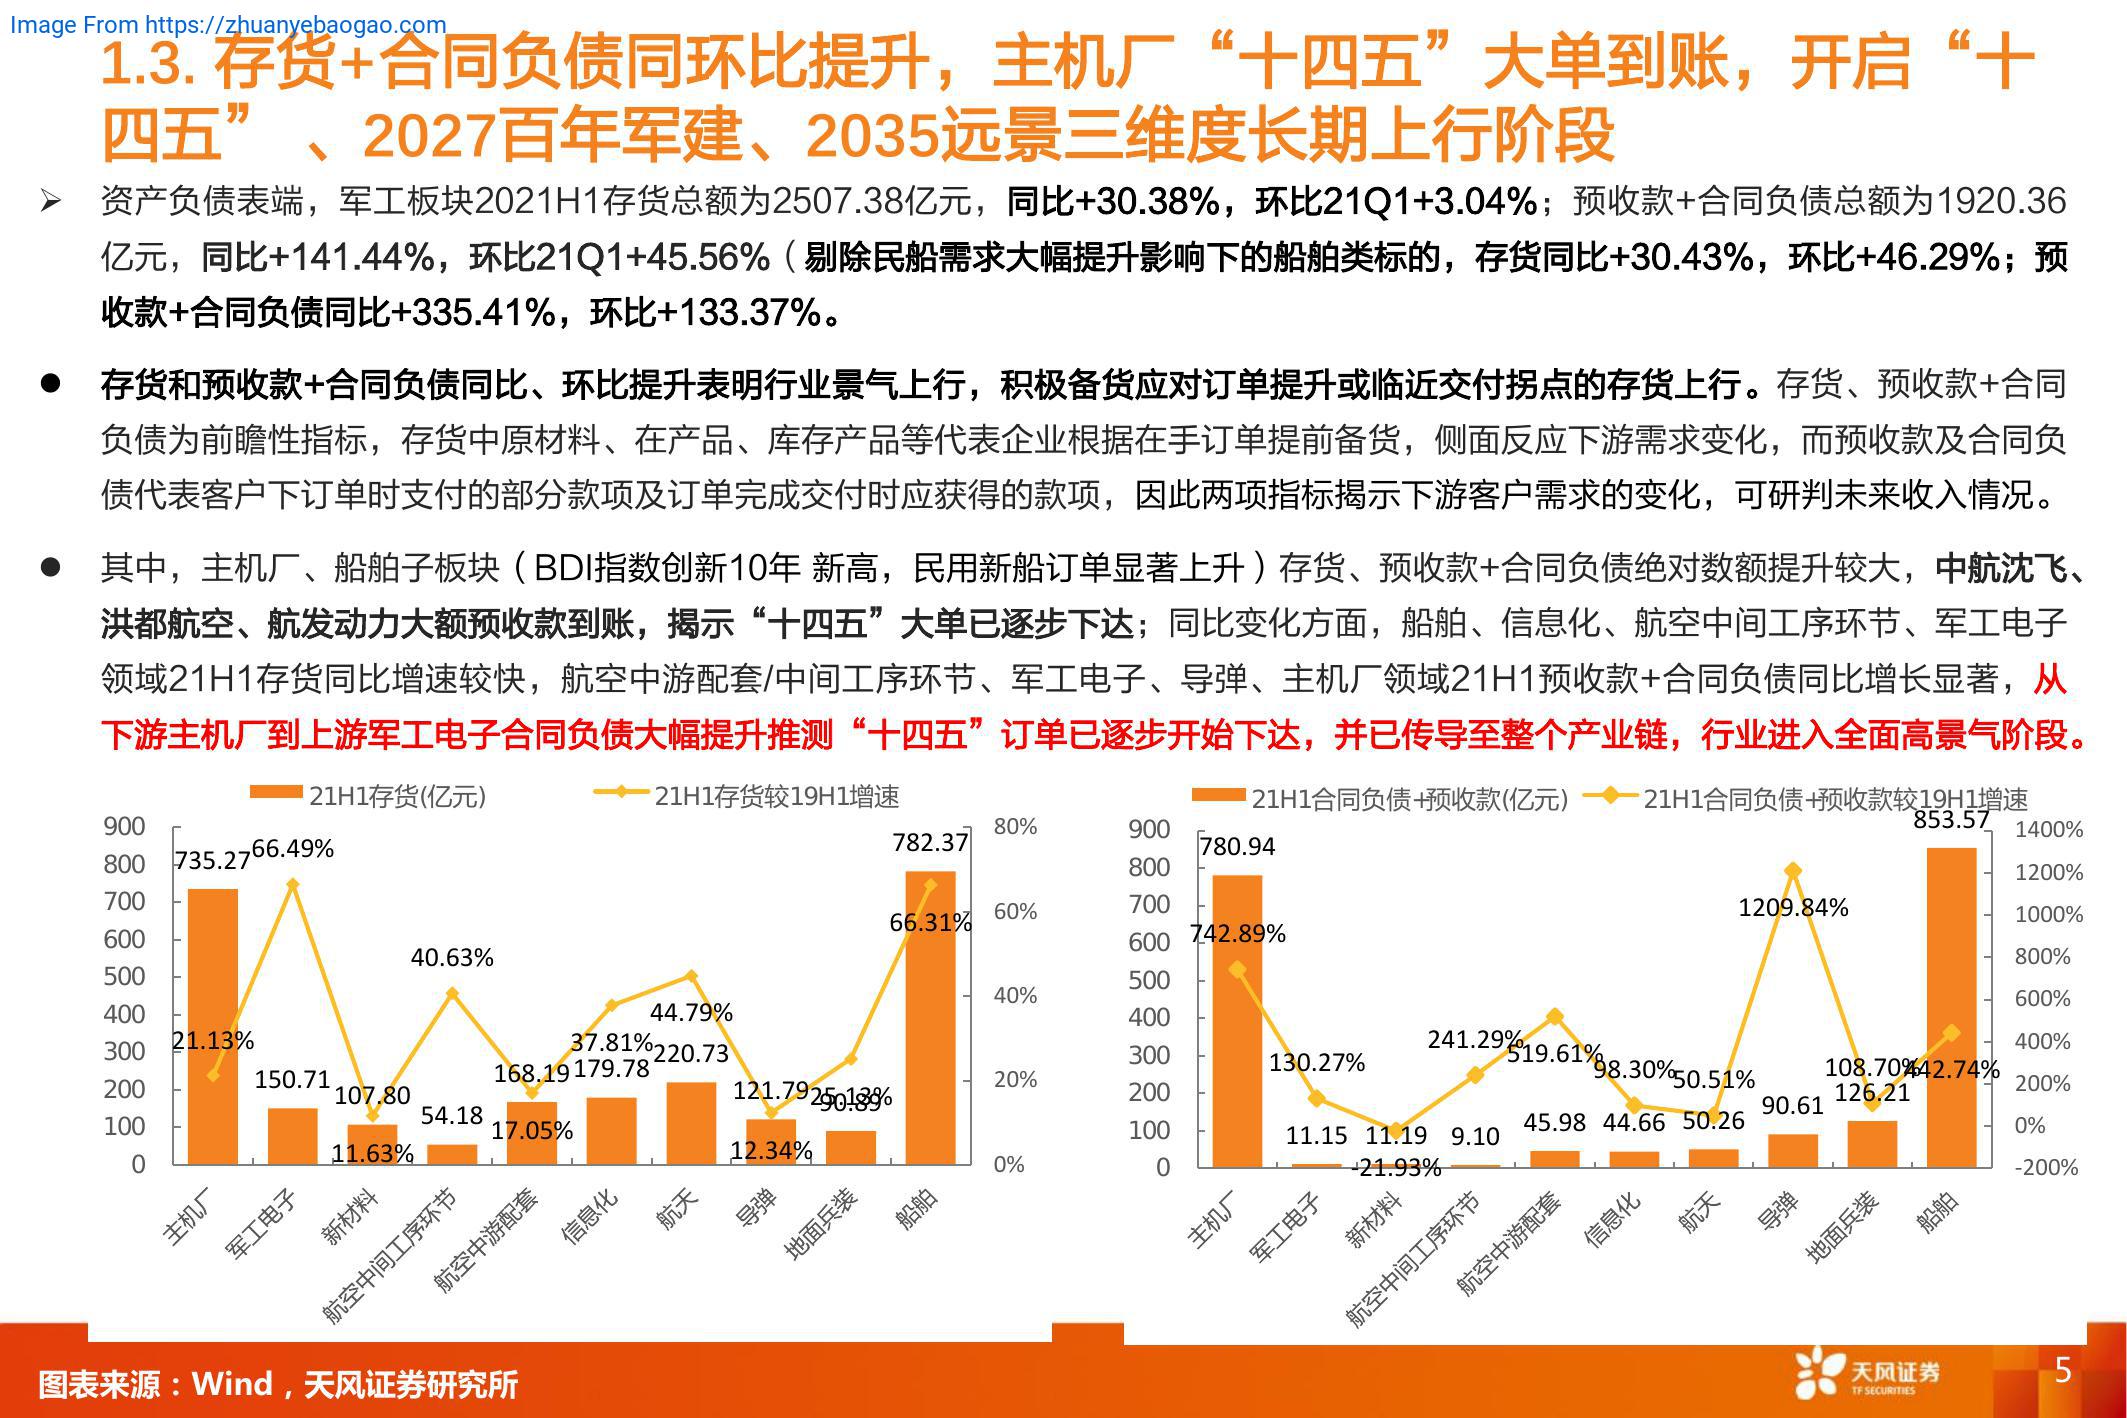 Image From https://zhuanyebaogao.com
1.3. 存货+合同负债同环比提升，主机厂“十四五”大单到账，开启“十
四五”、2027百年军建、2035远景三维度长期上行阶段
➢ 资产负债表端，军工板块2021H1存货总额为2507.38亿元，同比+30.38%，环比21Q1+3.04%；预收款+合同负债总额为1920.36
亿元，同比+141.44%，环比21Q1+45.56%（剔除民船需求大幅提升影响下的船舶类标的，存货同比+30.43%，环比+46.29%；预
收款+合同负债同比+335.41%，环比+133.37%。
● 存货和预收款+合同负债同比、环比提升表明行业景气上行，积极备货应对订单提升或临近交付拐点的存货上行。存货、预收款+合同
负债为前瞻性指标，存货中原材料、在产品、库存产品等代表企业根据在手订单提前备货，侧面反应下游需求变化，而预收款及合同负
债代表客户下订单时支付的部分款项及订单完成交付时应获得的款项，因此两项指标揭示下游客户需求的变化，可研判未来收入情况。
● 其中，主机厂、船舶子板块（BDI指数创新10年 新高，民用新船订单显著上升）存货、预收款+合同负债绝对数额提升较大，中航沈飞、
洪都航空、航发动力大额预收款到账，揭示“十四五”大单已逐步下达；同比变化方面，船舶、信息化、航空中间工序环节、军工电子
领域21H1存货同比增速较快，航空中游配套/中间工序环节、军工电子、导弹、主机厂领域21H1预收款+合同负债同比增长显著，从
下游主机厂到上游军工电子合同负债大幅提升推测“十四五”订单已逐步开始下达，并已传导至整个产业链，行业进入全面高景气阶段。
21H1存货(亿元)
21H1存货较19H1增速
900
800
700
600
500
400
300
200
100
0
80%
60%
40%
20%
0%
735.27
150.71
107.80
54.18
168.19
179.78
220.73
121.79
90.89
782.37
21.13%
66.49%
11.63%
40.63%
17.05%
37.81%
44.79%
12.34%
25.13%
66.31%
主机厂
军工电子
新材料
航空中间工序环节
航空中游配套
信息化
航天
导弹
地面兵装
船舶
21H1合同负债+预收款(亿元)
21H1合同负债+预收款较19H1增速
900
800
700
600
500
400
300
200
100
0
1400%
1200%
1000%
800%
600%
400%
200%
0%
-200%
780.94
11.15
11.19
9.10
45.98
44.66
50.26
90.61
126.21
853.57
742.89%
130.27%
-21.93%
241.29%
519.61%
98.30%
50.51%
1209.84%
108.70%
442.74%
主机厂
军工电子
新材料
航空中间工序环节
航空中游配套
信息化
航天
导弹
地面兵装
船舶
图表来源：Wind，天风证券研究所
天风证券
TF SECURITIES
5